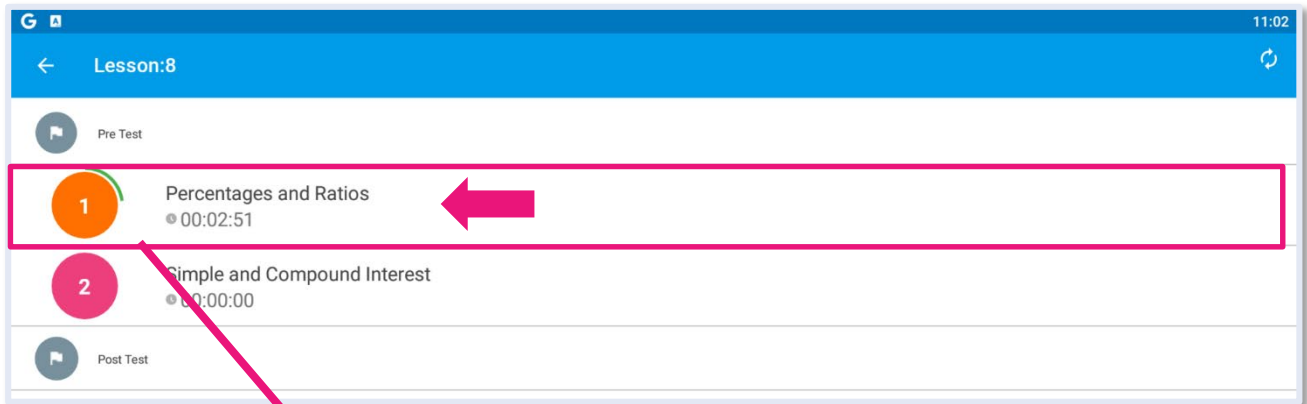 G A 11:02
Lesson:8
Pre Test
1
Percentages and Ratios
00:02:51
2
Simple and Compound Interest
00:00:00
Post Test